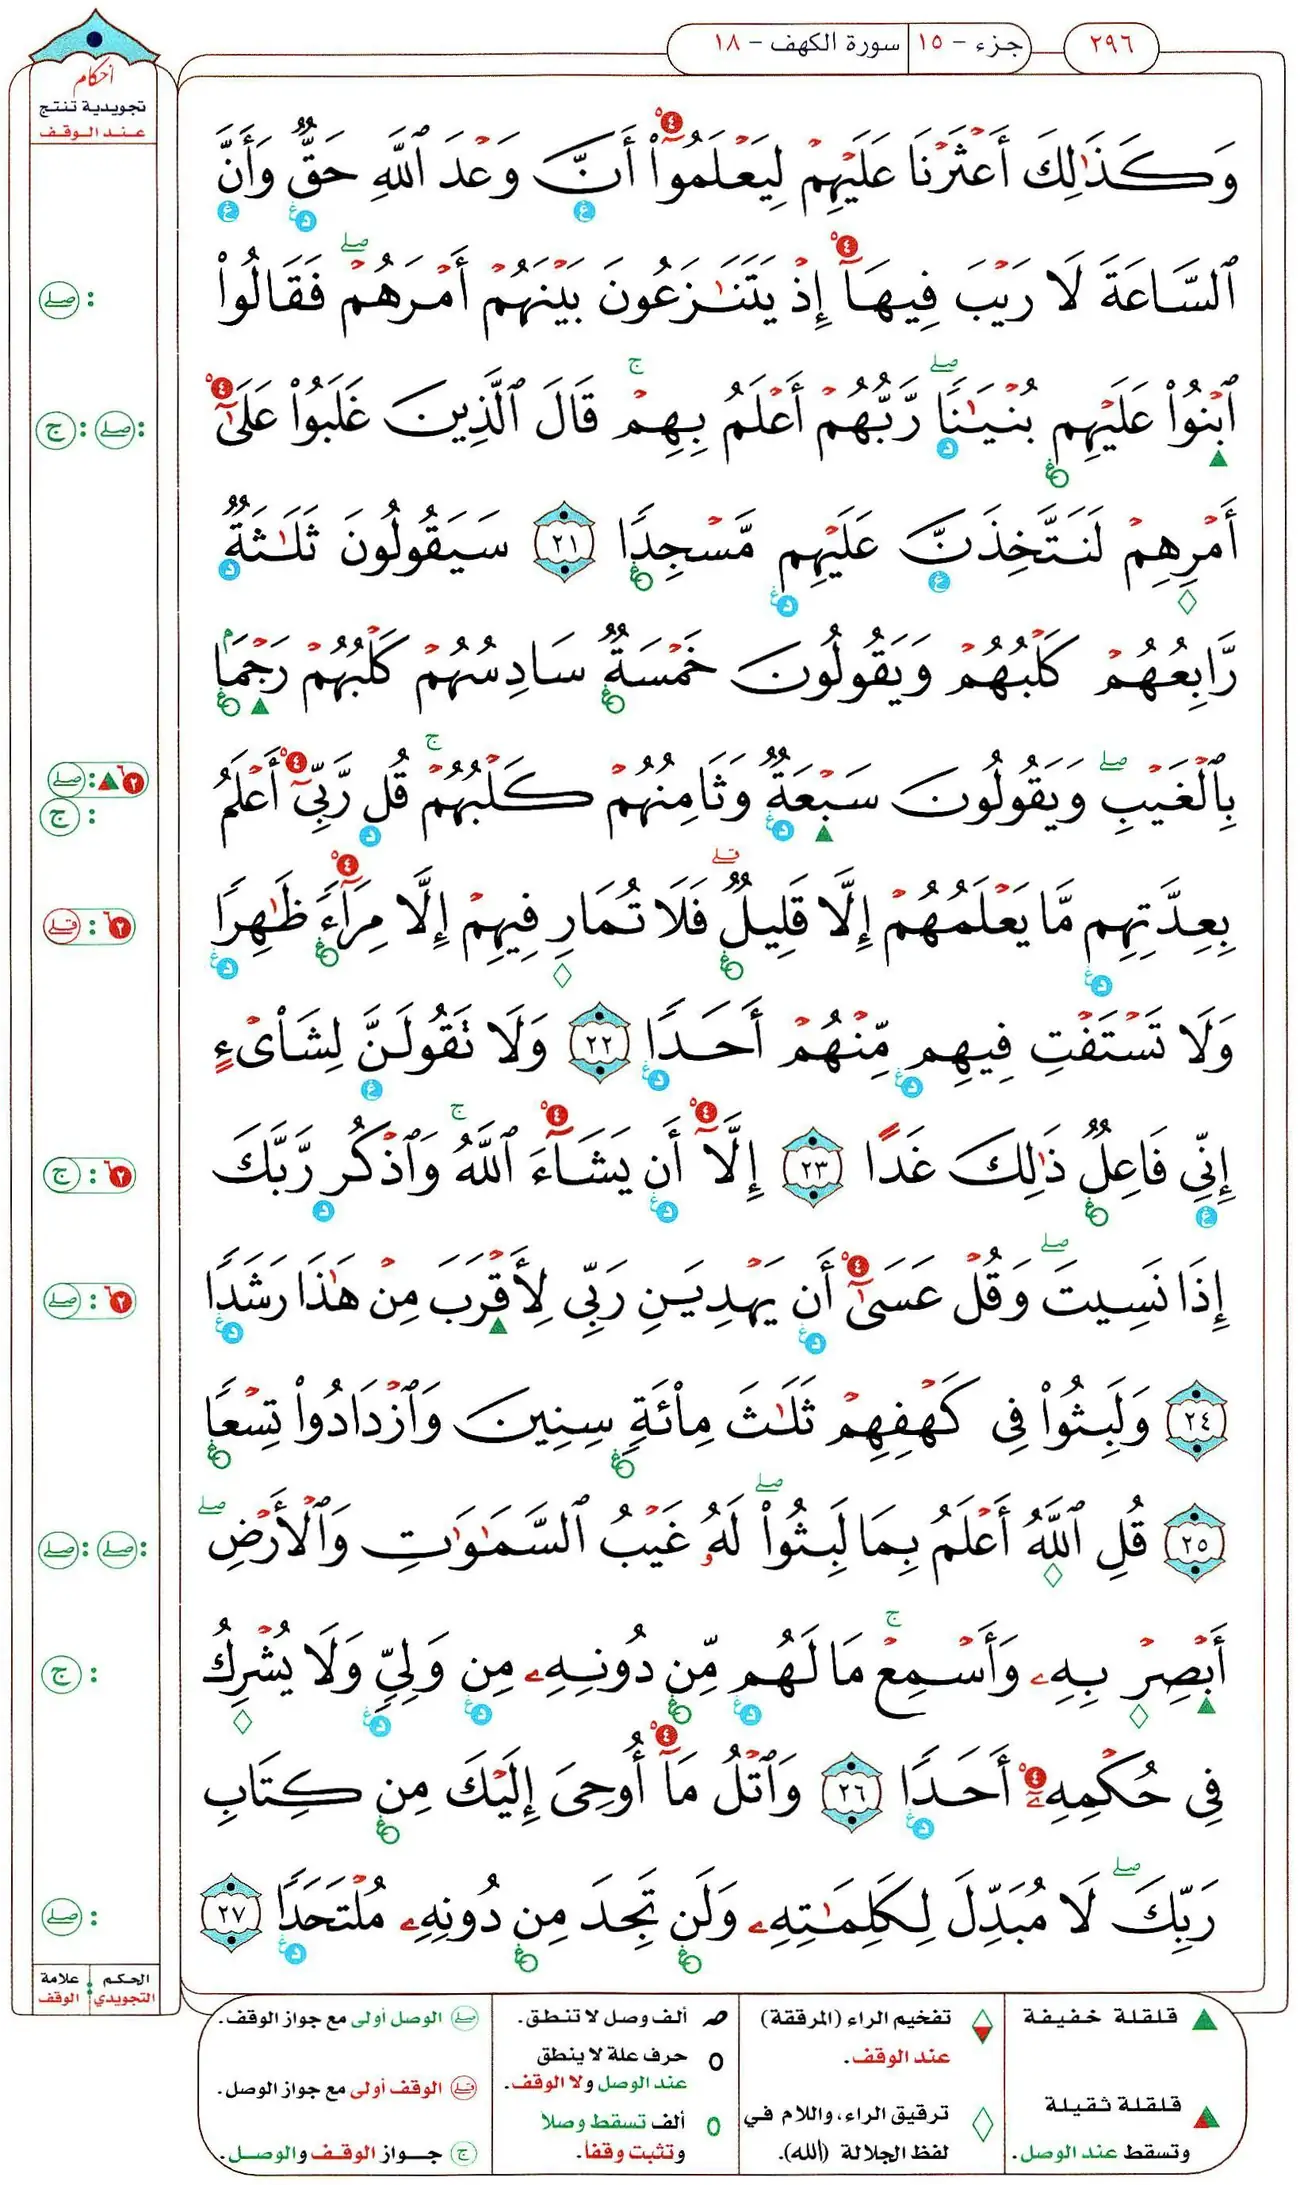 ٢٩٦
جزء - ١٥ سورة الكهف - ١٨
أحكام
تجويدية تنتج
عند الوقف
وَكَذَٰلِكَ أَعْثَرْنَا عَلَيْهِمْ لِيَعْلَمُوٓا۟ أَنَّ وَعْدَ ٱللَّهِ حَقٌّ وَأَنَّ
ٱلسَّاعَةَ لَا رَيْبَ فِيهَآ إِذْ يَتَنَـٰزَعُونَ بَيْنَهُمْ أَمْرَهُمْ ۖ فَقَالُوا۟
ٱبْنُوا۟ عَلَيْهِم بُنْيَـٰنًا ۖ رَّبُّهُمْ أَعْلَمُ بِهِمْ ۚ قَالَ ٱلَّذِينَ غَلَبُوا۟ عَلَىٰٓ
أَمْرِهِمْ لَنَتَّخِذَنَّ عَلَيْهِم مَّسْجِدًا ٢١ سَيَقُولُونَ ثَلَـٰثَةٌ
رَّابِعُهُمْ كَلْبُهُمْ وَيَقُولُونَ خَمْسَةٌ سَادِسُهُمْ كَلْبُهُمْ رَجْمًۢا
بِٱلْغَيْبِ ۖ وَيَقُولُونَ سَبْعَةٌ وَثَامِنُهُمْ كَلْبُهُمْ ۚ قُل رَّبِّىٓ أَعْلَمُ
بِعِدَّتِهِم مَّا يَعْلَمُهُمْ إِلَّا قَلِيلٌ ۗ فَلَا تُمَارِ فِيهِمْ إِلَّا مِرَآءً ظَـٰهِرًا
وَلَا تَسْتَفْتِ فِيهِم مِّنْهُمْ أَحَدًا ٢٢ وَلَا تَقُولَنَّ لِشَا۟ىْءٍ
إِنِّى فَاعِلٌ ذَٰلِكَ غَدًا ٢٣ إِلَّآ أَن يَشَآءَ ٱللَّهُ ۚ وَٱذْكُر رَّبَّكَ
إِذَا نَسِيتَ ۖ وَقُلْ عَسَىٰٓ أَن يَهْدِيَنِ رَبِّى لِأَقْرَبَ مِنْ هَـٰذَا رَشَدًا
٢٤ وَلَبِثُوا۟ فِى كَهْفِهِمْ ثَلَـٰثَ مِا۟ئَةٍ سِنِينَ وَٱزْدَادُوا۟ تِسْعًا
٢٥ قُلِ ٱللَّهُ أَعْلَمُ بِمَا لَبِثُوا۟ ۖ لَهُۥ غَيْبُ ٱلسَّمَـٰوَٰتِ وَٱلْأَرْضِ ۖ
أَبْصِرْ بِهِۦ وَأَسْمِعْ ۚ مَا لَهُم مِّن دُونِهِۦ مِن وَلِىٍّ وَلَا يُشْرِكُ
فِى حُكْمِهِۦٓ أَحَدًا ٢٦ وَٱتْلُ مَآ أُوحِىَ إِلَيْكَ مِن كِتَابِ
رَبِّكَ ۖ لَا مُبَدِّلَ لِكَلِمَـٰتِهِۦ وَلَن تَجِدَ مِن دُونِهِۦ مُلْتَحَدًا ٢٧
الحكم التجويدي : علامة الوقف
قلقلة خفيفة
قلقلة ثقيلة
وتسقط عند الوصل.
تفخيم الراء (المرققة)
عند الوقف.
ترقيق الراء، واللام في
لفظ الجلالة (الله).
ألف وصل لا تنطق.
حرف علة لا ينطق
عند الوصل ولا الوقف.
ألف تسقط وصلاً
وتثبت وقفاً.
صلے الوصل أولى مع جواز الوقف.
قلے الوقف أولى مع جواز الوصل.
ج جواز الوقف والوصل.